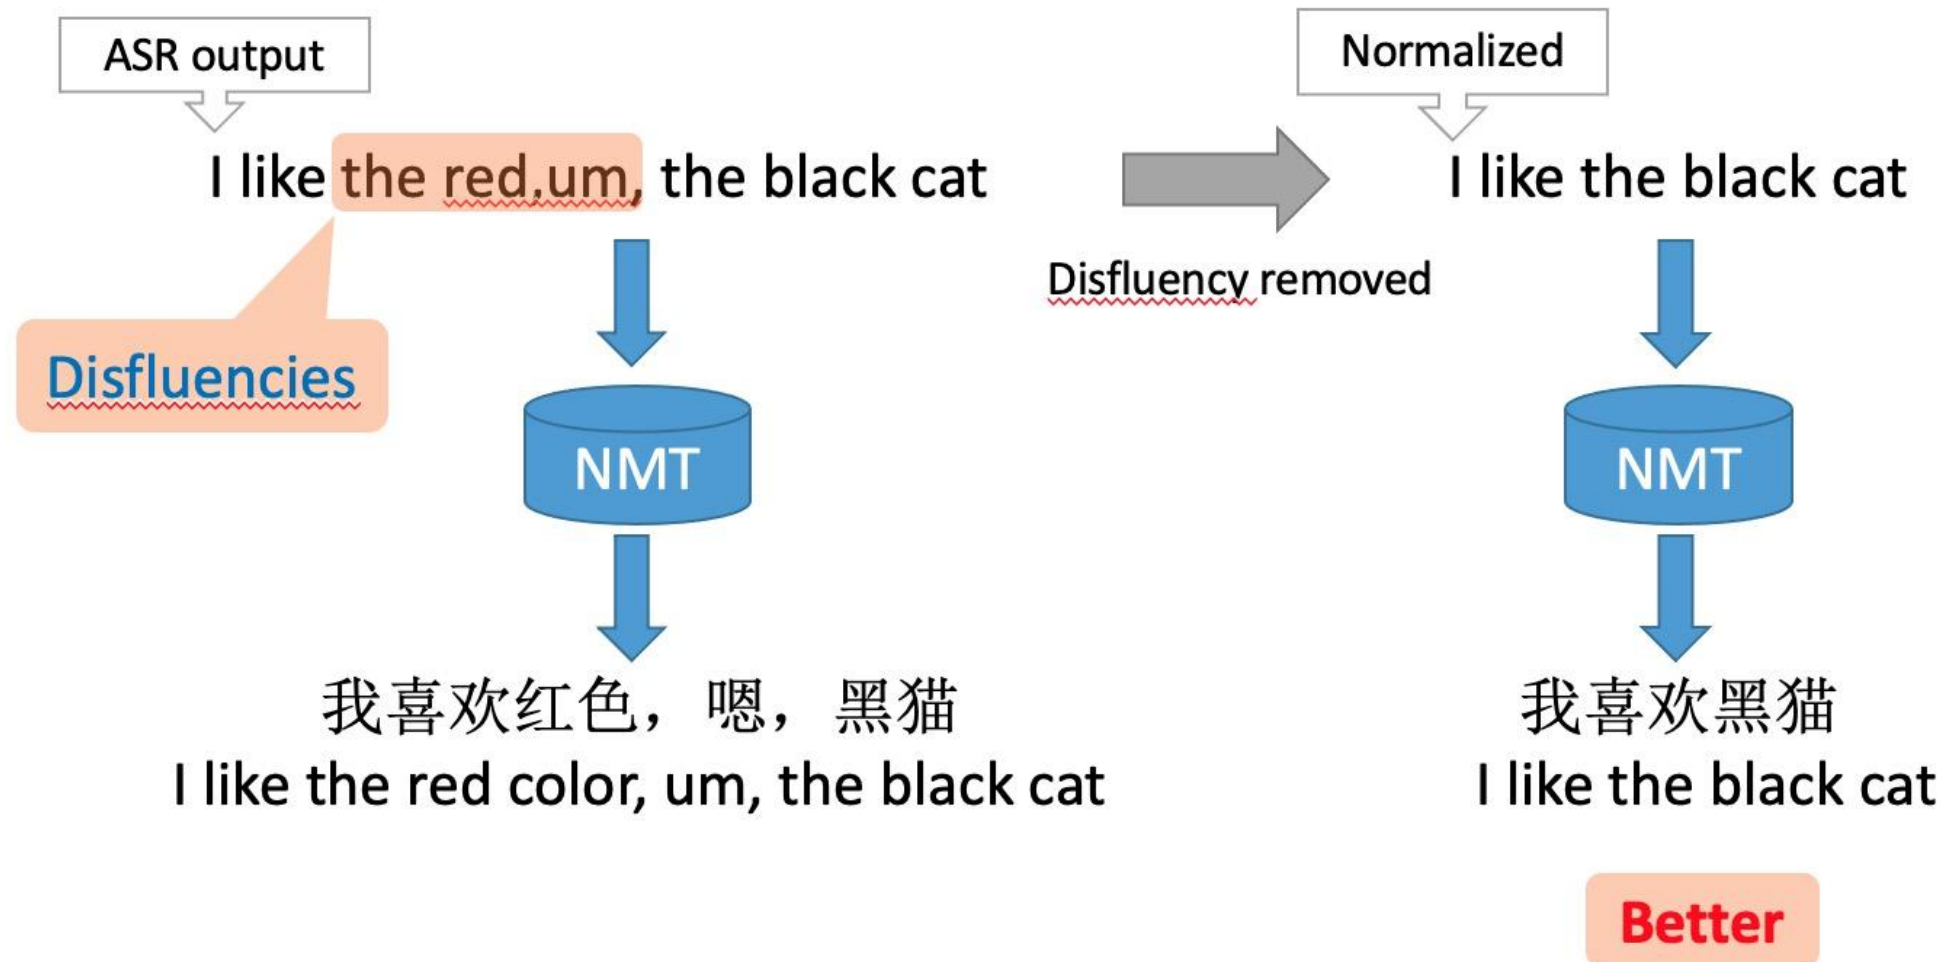 ASR output
Normalized
I like the red,um, the black cat
I like the black cat
Disfluency removed
Disfluencies
NMT
NMT
我喜欢红色，嗯，黑猫
我喜欢黑猫
I like the red color, um, the black cat
I like the black cat
Better